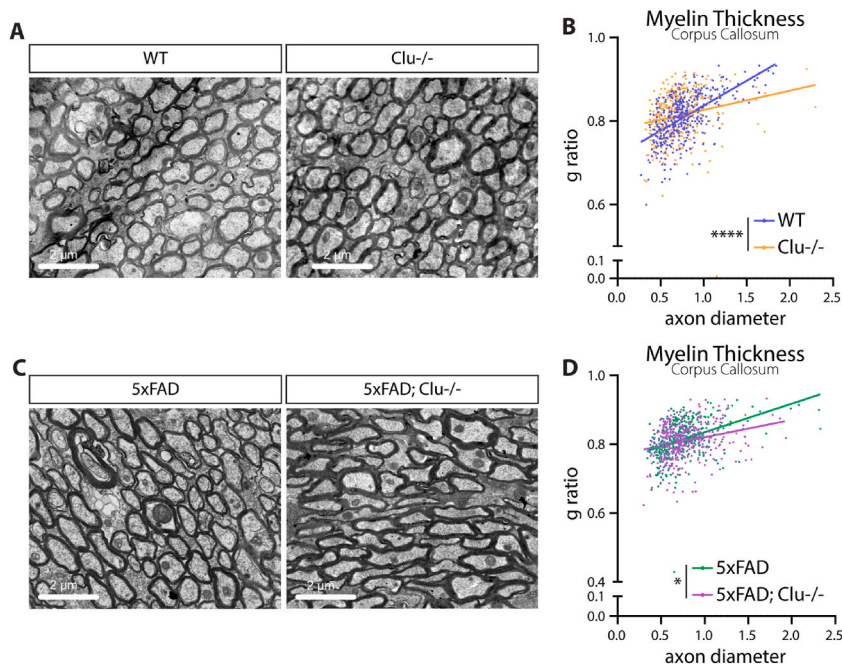 A
WT
Clu-/-
2 µm
2 µm
B
Myelin Thickness
Corpus Callosum
1.0
0.8
0.6
0.1
0.0
g ratio
****
WT
Clu-/-
0.0 0.5 1.0 1.5 2.0 2.5
axon diameter
C
5xFAD
5xFAD; Clu-/-
2 µm
2 µm
D
Myelin Thickness
Corpus Callosum
1.0
0.8
0.6
0.4
0.1
0.0
g ratio
*
5xFAD
5xFAD; Clu-/-
0.0 0.5 1.0 1.5 2.0 2.5
axon diameter